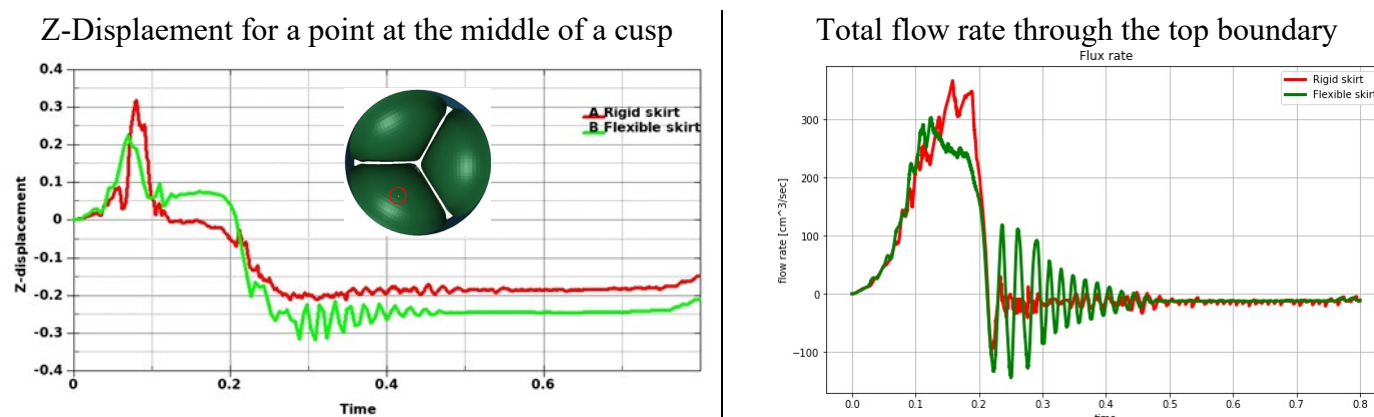 Z-Displaement for a point at the middle of a cusp
0.4
0.3
0.2
0.1
0
-0.1
-0.2
-0.3
-0.4
Z-displacement
A Rigid skirt
B Flexible skirt
0
0.2
0.4
0.6
Time
Total flow rate through the top boundary
Flux rate
300
200
100
0
−100
flow rate [cm^3/sec]
Rigid skirt
Flexible skirt
0.0
0.1
0.2
0.3
0.4
0.5
0.6
0.7
0.8
time